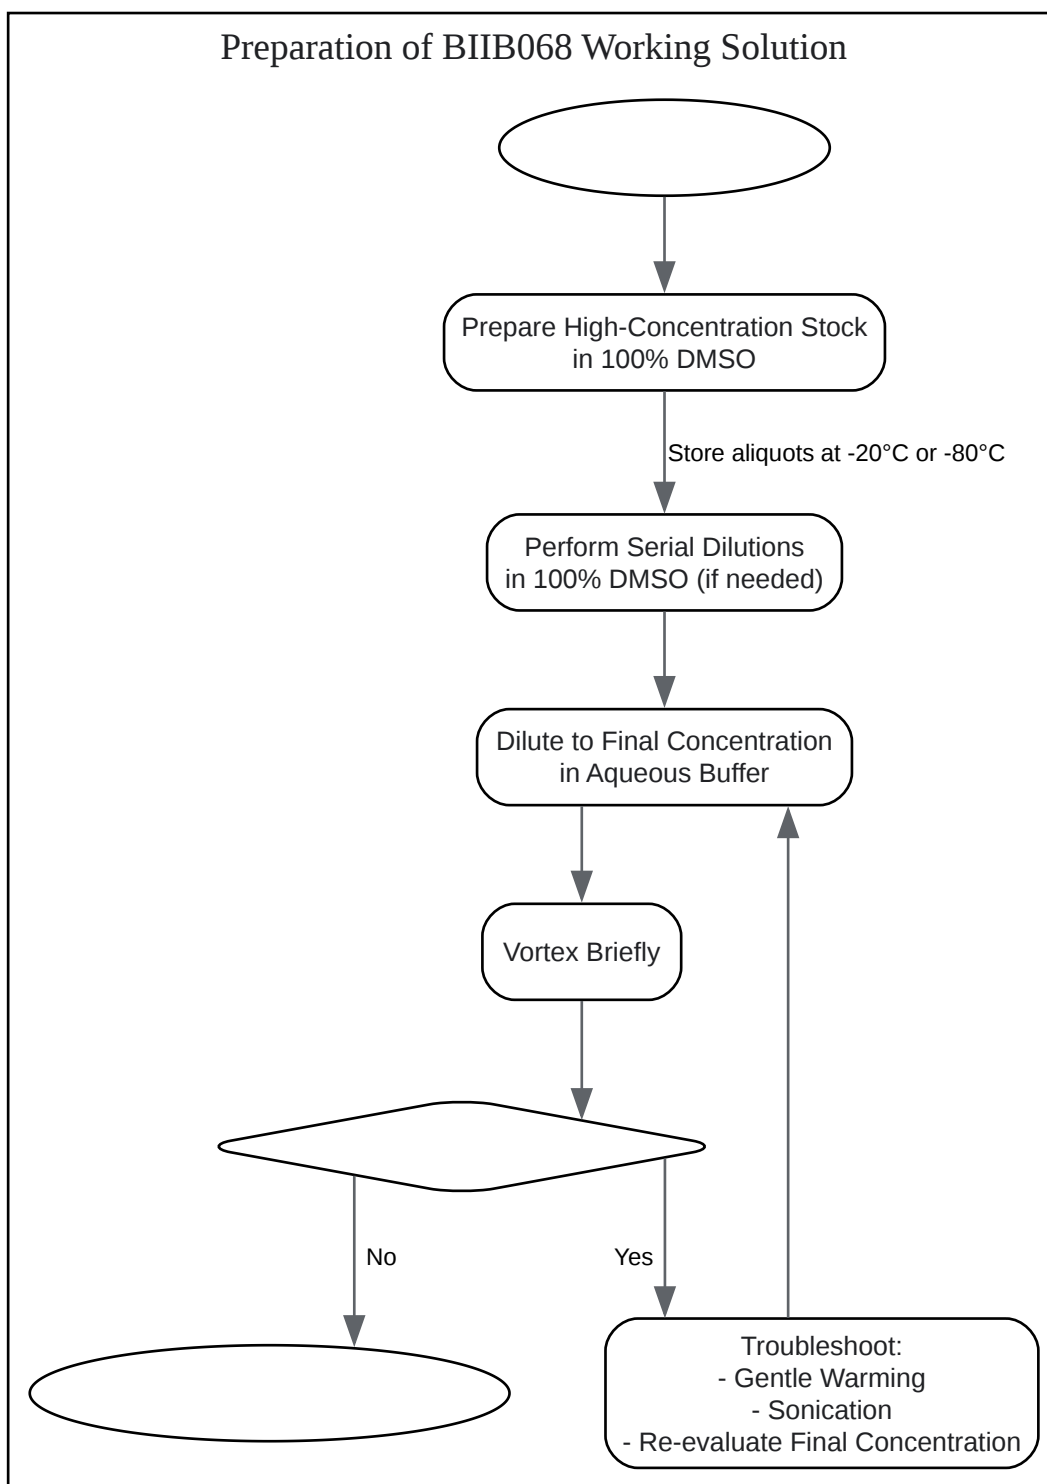 Preparation of BIIB068 Working Solution
Prepare High-Concentration Stock
in 100% DMSO
Store aliquots at -20°C or -80°C
Perform Serial Dilutions
in 100% DMSO (if needed)
Dilute to Final Concentration
in Aqueous Buffer
Vortex Briefly
No
Yes
Troubleshoot:
- Gentle Warming
- Sonication
- Re-evaluate Final Concentration